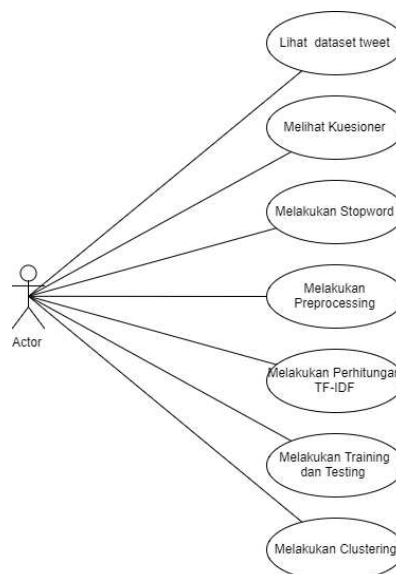 Lihat dataset tweet
Melihat Kuesioner
Melakukan Stopword
Melakukan
Preprocessing
Actor
Melakukan Perhitungan
TF-IDF
Melakukan Training
dan Testing
Melakukan Clustering